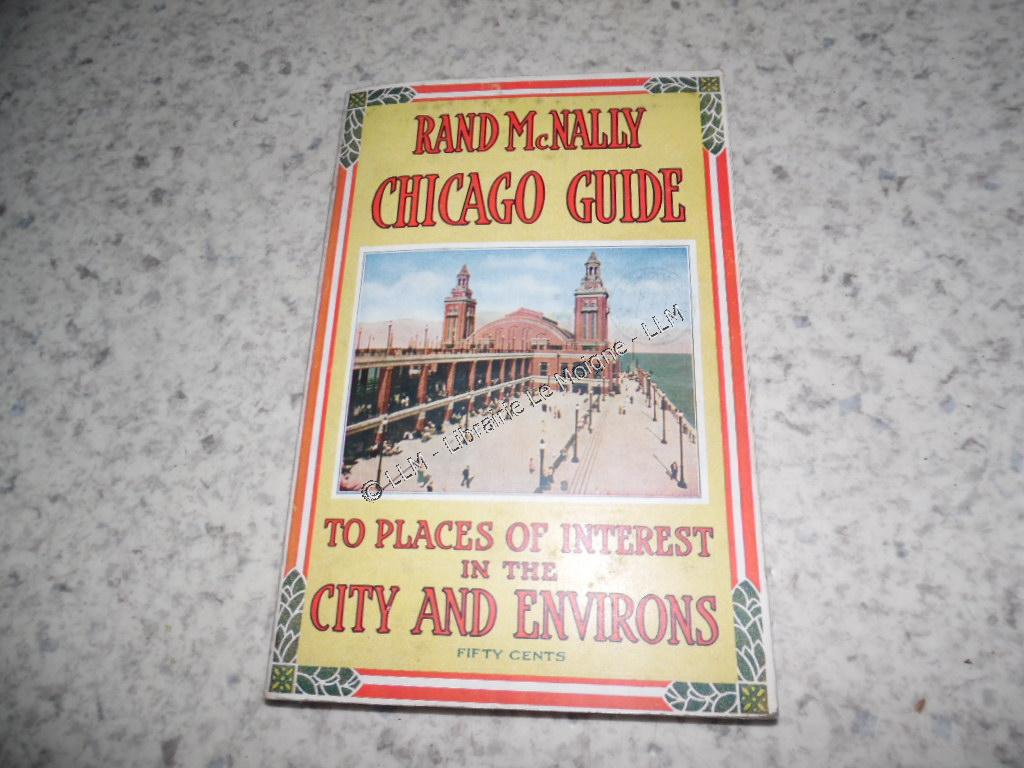 RAND McNALLY
CHICAGO GUIDE
© LLM - Librairie Le Moigne - LLM
TO PLACES OF INTEREST
IN THE
CITY AND ENVIRONS
FIFTY CENTS